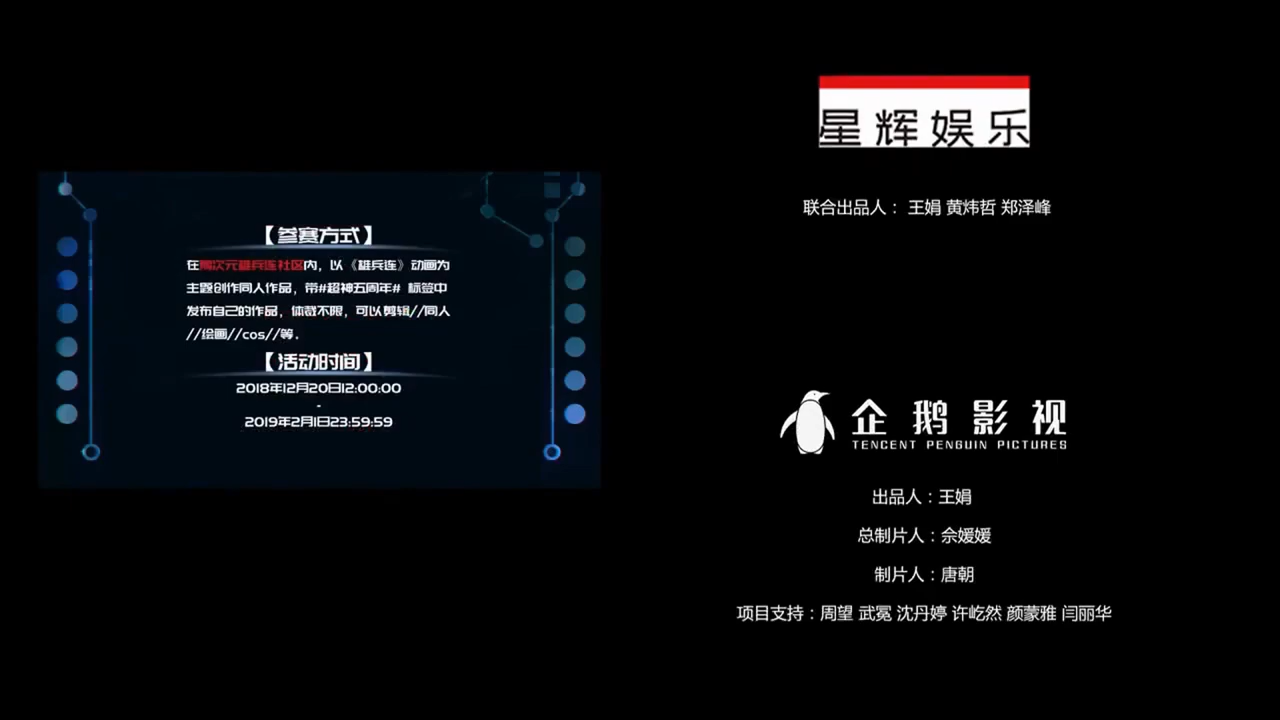 【参赛方式】
在 次元雄兵连社区内，以《雄兵连》动画为
主题创作同人作品，带#超神五周年# 标签中
发布自己的作品，体裁不限，可以剪辑//同人
//绘画//cos//等．
【活动时间】
2018年12月20日12:00:00
-
2019年2月1日23:59:59
星辉娱乐
联合出品人： 王娟 黄炜哲 郑泽峰
企鹅影视
TENCENT PENGUIN PICTURES
出品人：王娟
总制片人：佘媛媛
制片人：唐朝
项目支持：周望 武冕 沈丹婷 许屹然 颜蒙雅 闫丽华